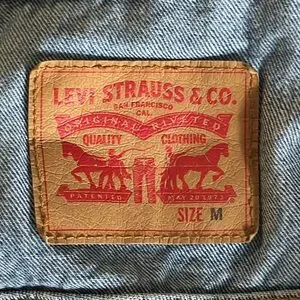 LEVI STRAUSS & CO.
SAN FRANCISCO
CAL.
ORIGINAL RIVETED
QUALITY CLOTHING
PATENTED MAY 20 1873
SIZE M